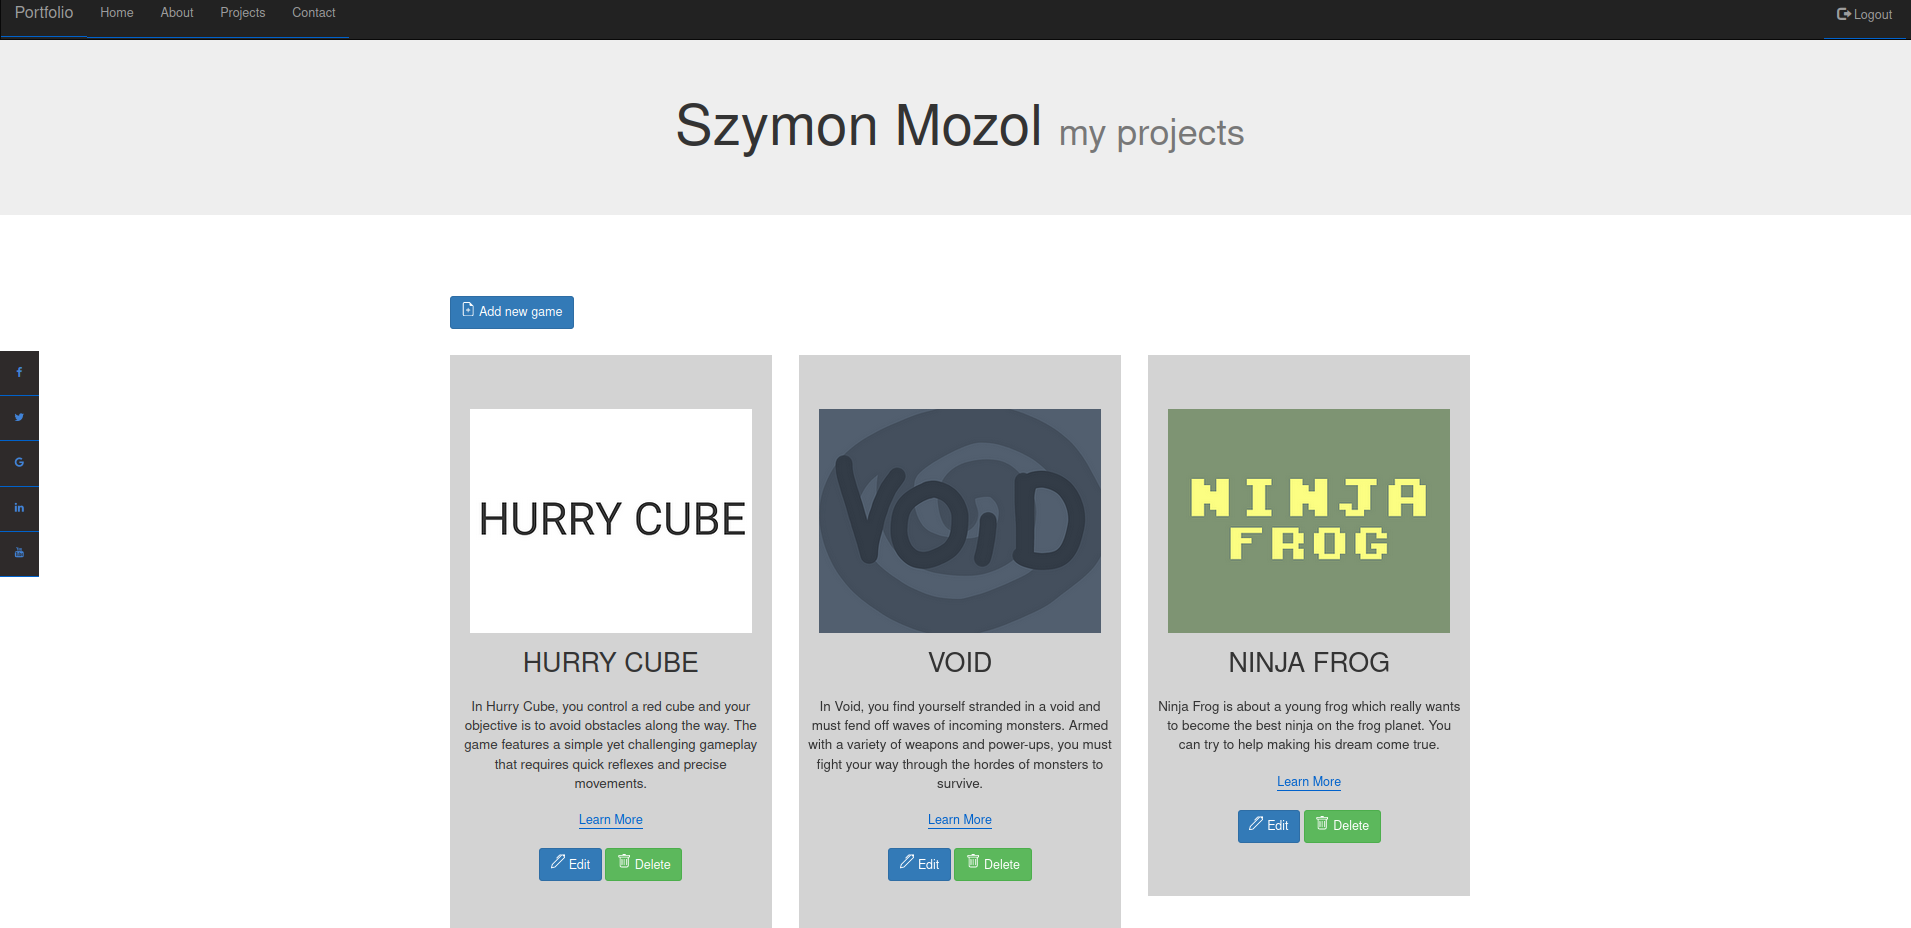 Portfolio Home About Projects Contact Logout
Szymon Mozol my projects
Add new game
HURRY CUBE
HURRY CUBE
In Hurry Cube, you control a red cube and your
objective is to avoid obstacles along the way. The
game features a simple yet challenging gameplay
that requires quick reflexes and precise
movements.
Learn More
Edit Delete
VOiD
VOID
In Void, you find yourself stranded in a void and
must fend off waves of incoming monsters. Armed
with a variety of weapons and power-ups, you must
fight your way through the hordes of monsters to
survive.
Learn More
Edit Delete
NINJA
FROG
NINJA FROG
Ninja Frog is about a young frog which really wants
to become the best ninja on the frog planet. You
can try to help making his dream come true.
Learn More
Edit Delete